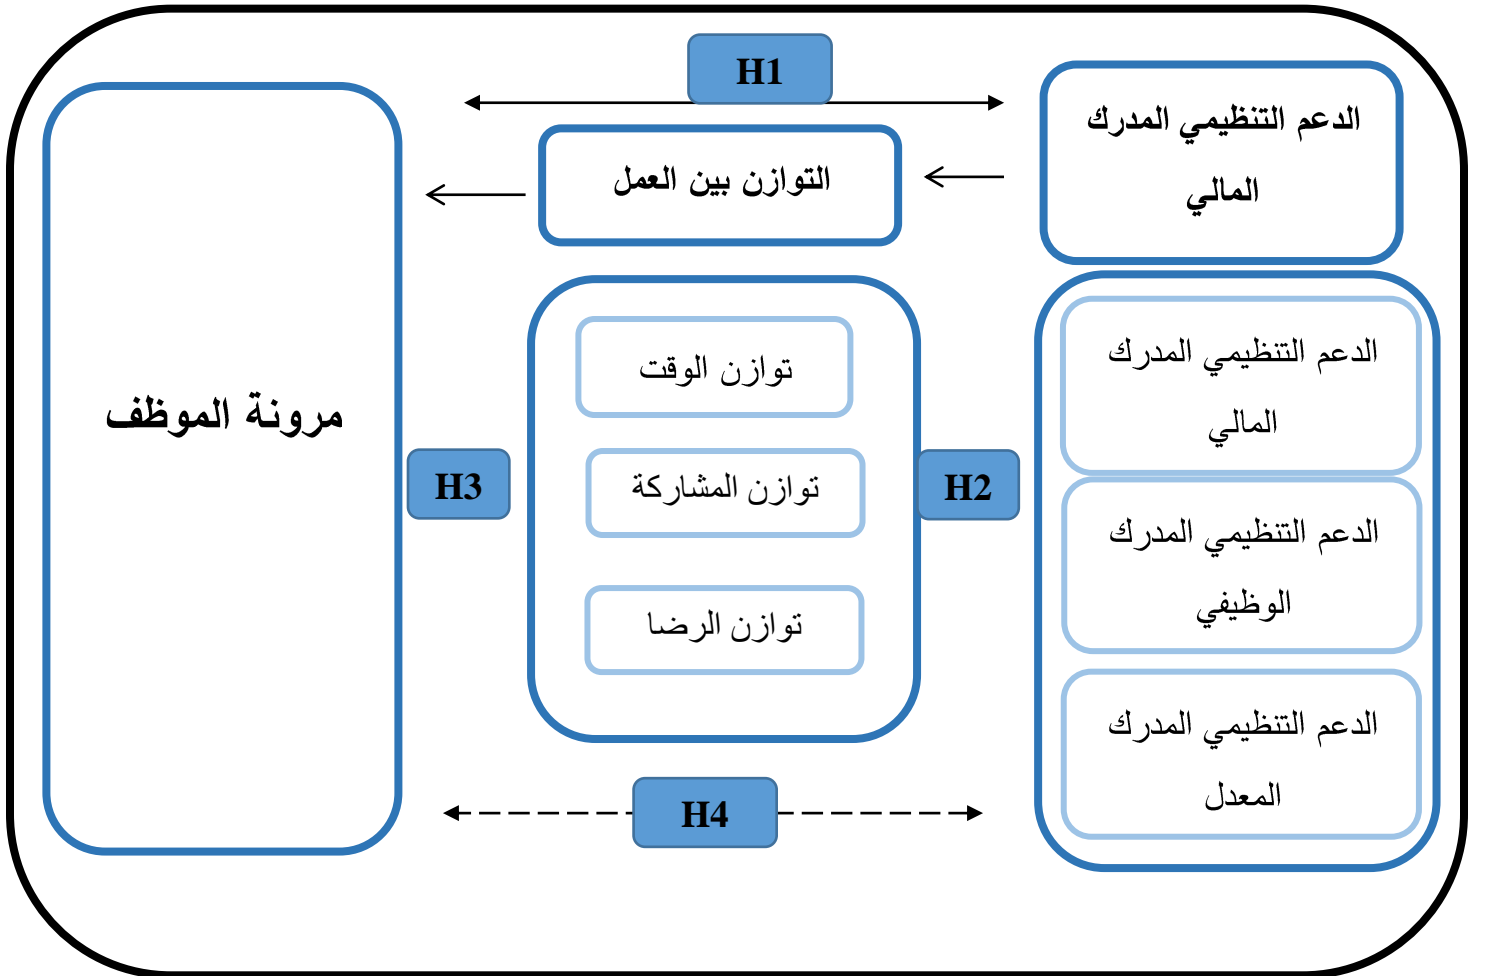 H1
الدعم التنظيمي المدرك
المالي
التوازن بين العمل
مرونة الموظف
الدعم التنظيمي المدرك
المالي
الدعم التنظيمي المدرك
الوظيفي
الدعم التنظيمي المدرك
المعدل
H2
توازن الوقت
توازن المشاركة
توازن الرضا
H3
H4